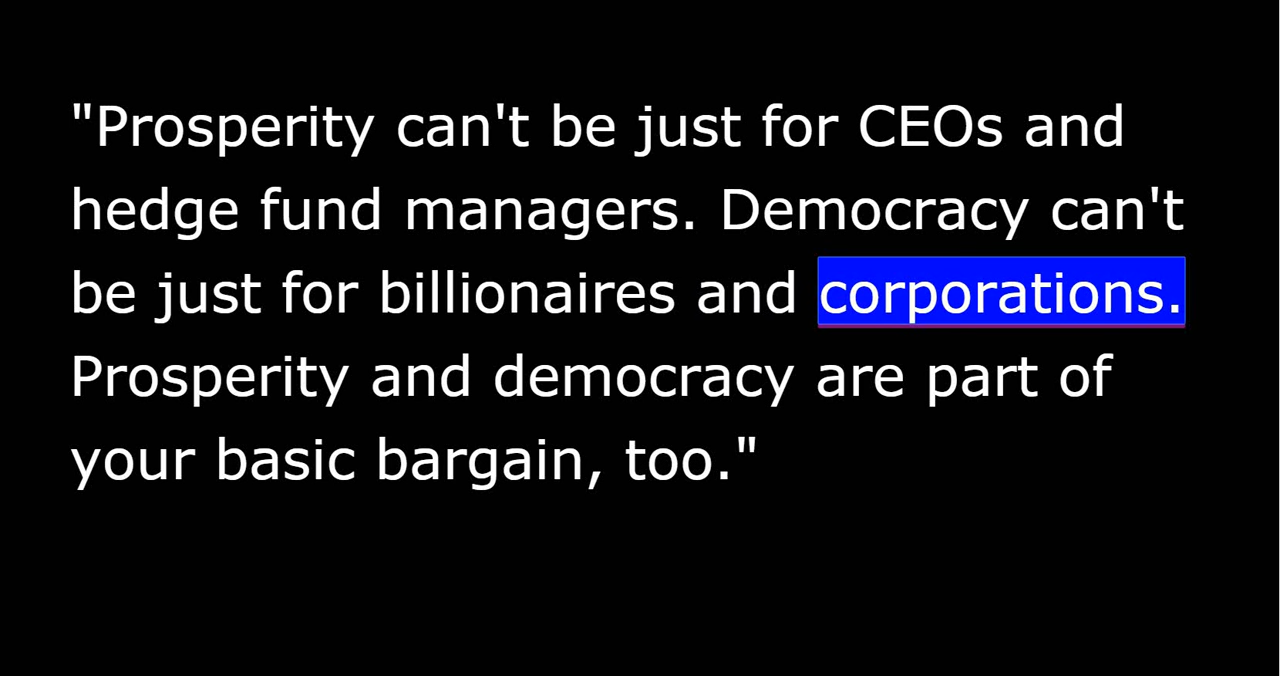 "Prosperity can't be just for CEOs and
hedge fund managers. Democracy can't
be just for billionaires and corporations.
Prosperity and democracy are part of
your basic bargain, too."